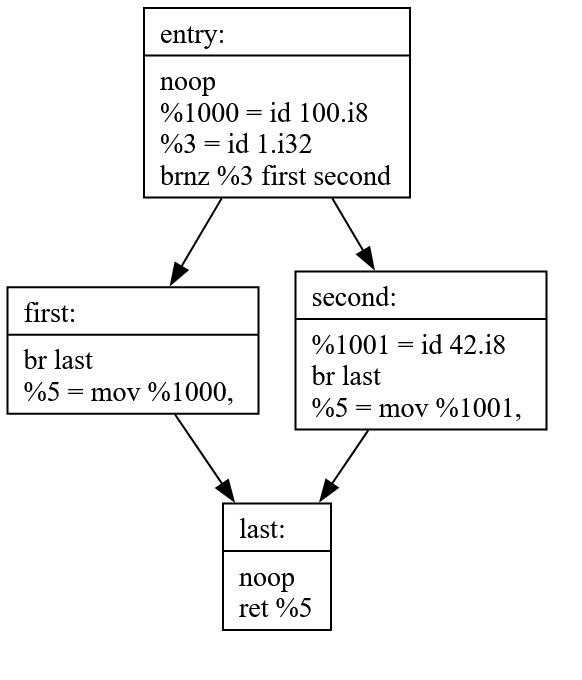 entry:
noop
%1000 = id 100.i8
%3 = id 1.i32
brnz %3 first second
first:
br last
%5 = mov %1000,
second:
%1001 = id 42.i8
br last
%5 = mov %1001,
last:
noop
ret %5